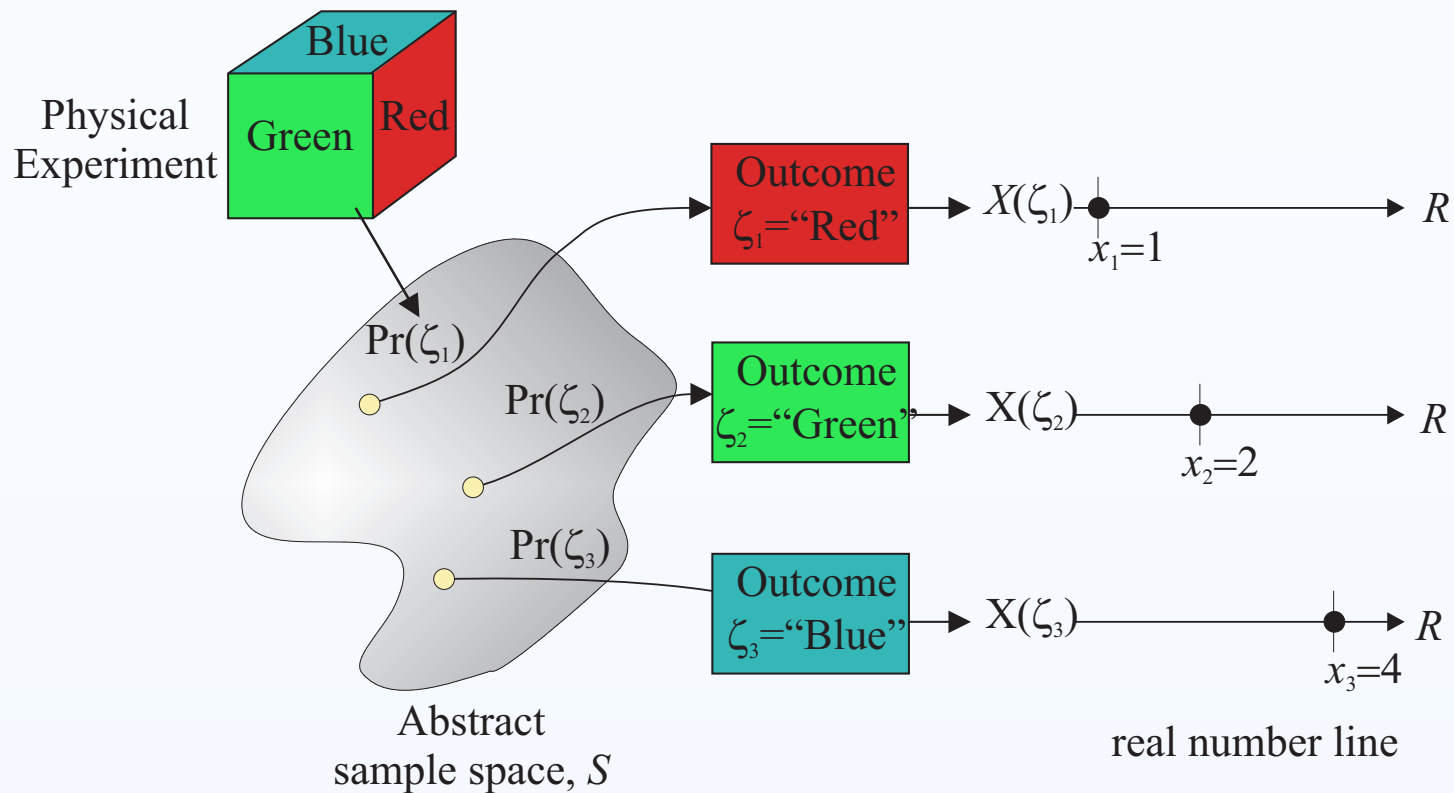 Blue
Physical
Experiment
Green
Red
Outcome
ζ₁=“Red”
X(ζ₁)
R
x₁=1
Pr(ζ₁)
Pr(ζ₂)
Outcome
ζ₂=“Green”
X(ζ₂)
R
x₂=2
Pr(ζ₃)
Outcome
ζ₃=“Blue”
X(ζ₃)
R
x₃=4
Abstract
sample space, S
real number line